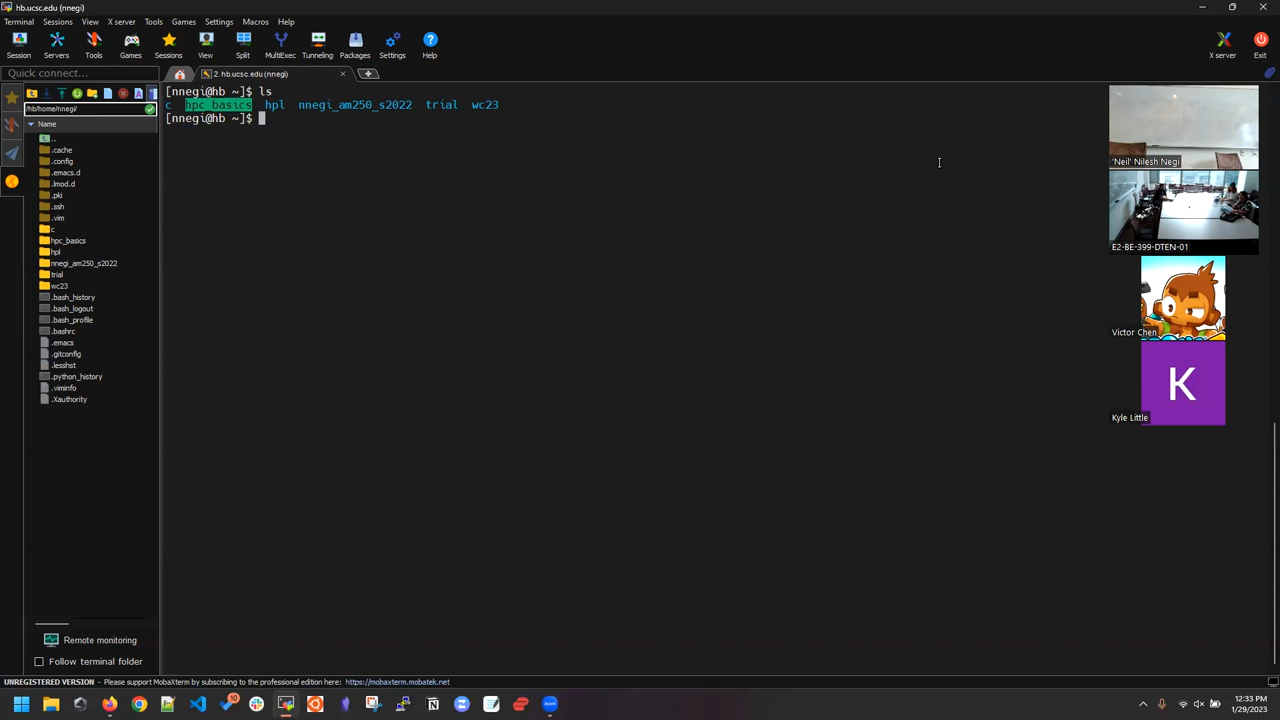 hb.ucsc.edu (nnegi)
Terminal Sessions View X server Tools Games Settings Macros Help
Session Servers Tools Games Sessions View Split MultiExec Tunneling Packages Settings Help X server Exit
Quick connect...
2. hb.ucsc.edu (nnegi)
/hb/home/nnegi/
Name
..
.cache
.config
.emacs.d
.lmod.d
.pki
.ssh
.vim
c
hpc_basics
hpl
nnegi_am250_s2022
trial
wc23
.bash_history
.bash_logout
.bash_profile
.bashrc
.emacs
.gitconfig
.lesshst
.python_history
.viminfo
.Xauthority
Remote monitoring
Follow terminal folder
[nnegi@hb ~]$ ls
c hpc_basics hpl nnegi_am250_s2022 trial wc23
[nnegi@hb ~]$
'Neil' Nilesh Negi
E2-BE-399-DTEN-01
Victor Chen
K
Kyle Little
UNREGISTERED VERSION - Please support MobaXterm by subscribing to the professional edition here: https://mobaxterm.mobatek.net
10
zoom
12:33 PM
1/29/2023